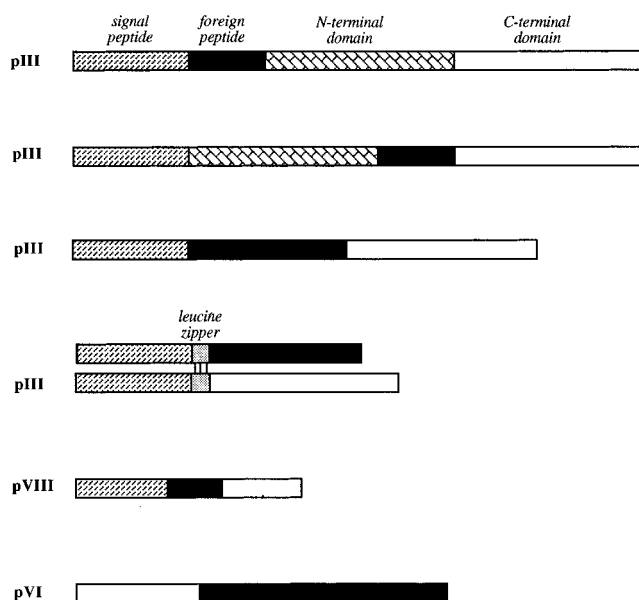 signal peptide
foreign peptide
N-terminal domain
C-terminal domain
pIII
pIII
pIII
leucine zipper
pIII
pVIII
pVI